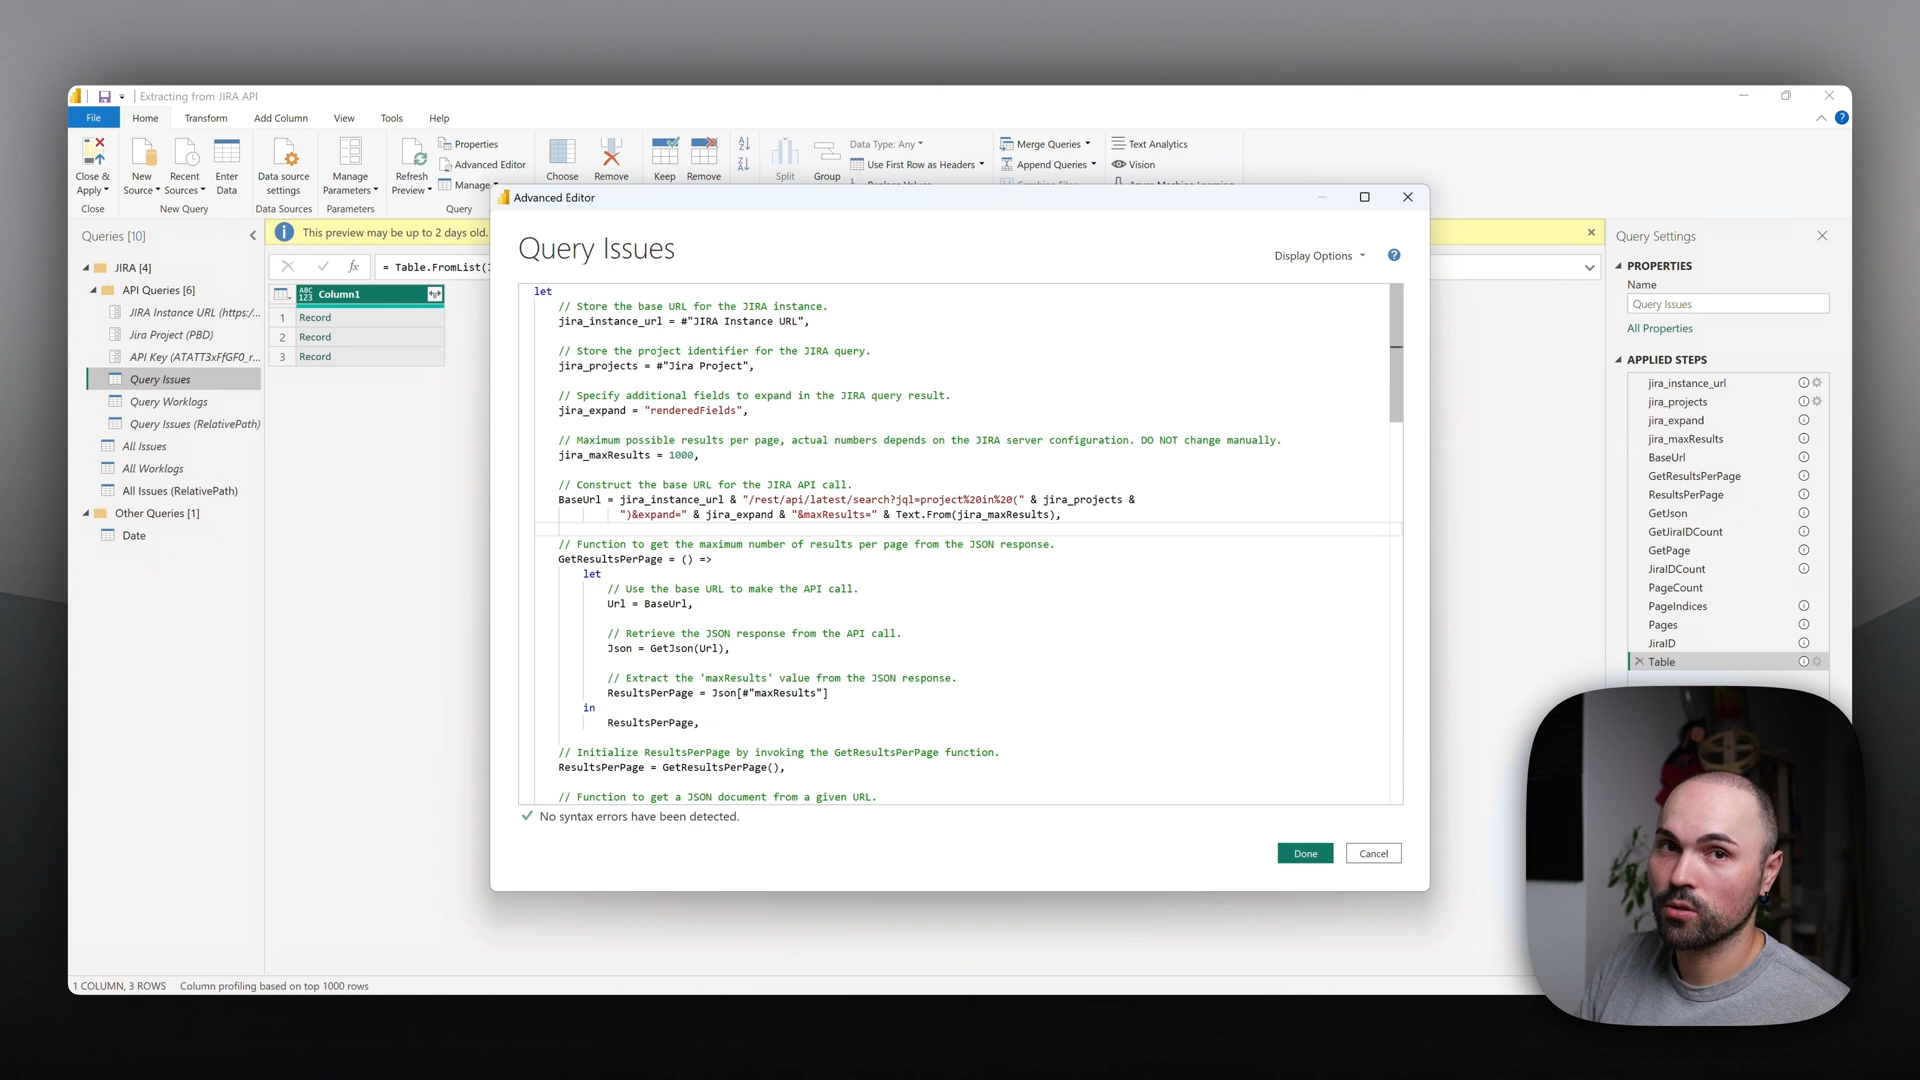 Extracting from JIRA API
File Home Transform Add Column View Tools Help
Close & Apply
Close
New Source
Recent Sources
Enter Data
New Query
Data source settings
Data Sources
Manage Parameters
Parameters
Refresh Preview
Properties
Advanced Editor
Manage
Query
Choose
Remove
Keep
Remove
Split
Group
Data Type: Any
Use First Row as Headers
Merge Queries
Append Queries
Text Analytics
Vision
Queries [10]
JIRA [4]
API Queries [6]
JIRA Instance URL (https:/...
Jira Project (PBD)
API Key (ATATT3xFfGF0_r...
Query Issues
Query Worklogs
Query Issues (RelativePath)
All Issues
All Worklogs
All Issues (RelativePath)
Other Queries [1]
Date
This preview may be up to 2 days old.
= Table.FromList(
ABC 123 Column1
1 Record
2 Record
3 Record
Advanced Editor
Query Issues
Display Options
let
// Store the base URL for the JIRA instance.
jira_instance_url = #"JIRA Instance URL",
// Store the project identifier for the JIRA query.
jira_projects = #"Jira Project",
// Specify additional fields to expand in the JIRA query result.
jira_expand = "renderedFields",
// Maximum possible results per page, actual numbers depends on the JIRA server configuration. DO NOT change manually.
jira_maxResults = 1000,
// Construct the base URL for the JIRA API call.
BaseUrl = jira_instance_url & "/rest/api/latest/search?jql=project%20in%20(" & jira_projects &
")&expand=" & jira_expand & "&maxResults=" & Text.From(jira_maxResults),
// Function to get the maximum number of results per page from the JSON response.
GetResultsPerPage = () =>
let
// Use the base URL to make the API call.
Url = BaseUrl,
// Retrieve the JSON response from the API call.
Json = GetJson(Url),
// Extract the 'maxResults' value from the JSON response.
ResultsPerPage = Json[#"maxResults"]
in
ResultsPerPage,
// Initialize ResultsPerPage by invoking the GetResultsPerPage function.
ResultsPerPage = GetResultsPerPage(),
// Function to get a JSON document from a given URL.
No syntax errors have been detected.
Done Cancel
Query Settings
PROPERTIES
Name
Query Issues
All Properties
APPLIED STEPS
jira_instance_url
jira_projects
jira_expand
jira_maxResults
BaseUrl
GetResultsPerPage
ResultsPerPage
GetJson
GetJiraIDCount
GetPage
JiraIDCount
PageCount
PageIndices
Pages
JiraID
Table
1 COLUMN, 3 ROWS Column profiling based on top 1000 rows